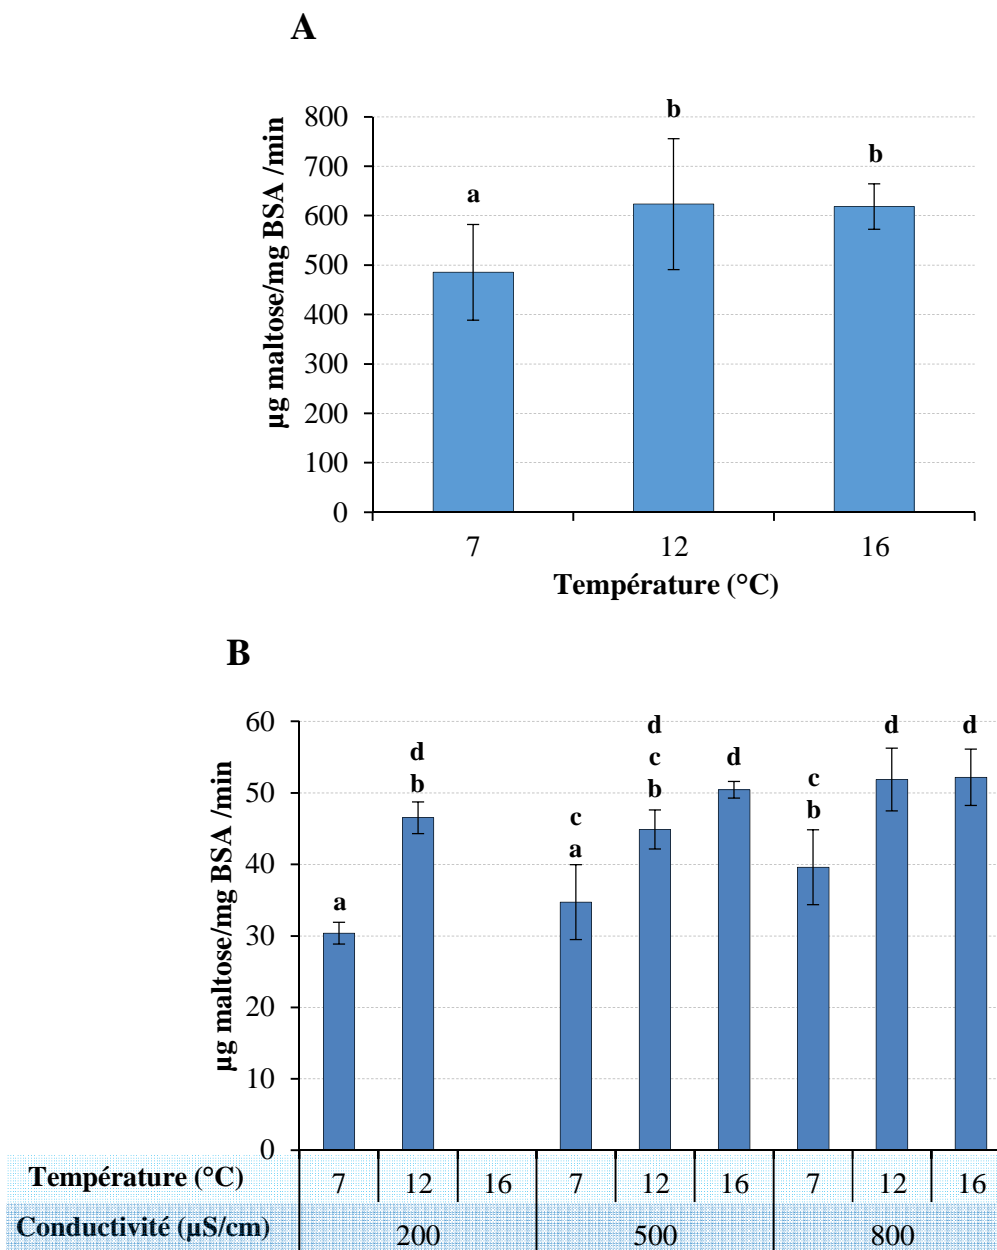 A
µg maltose/mg BSA /min
800
700
600
500
400
300
200
100
0
a
b
b
7 12 16
Température (°C)
B
µg maltose/mg BSA /min
60
50
40
30
20
10
0
a
d
b
c
a
d
c
b
d
c
b
d
d
Température (°C) 7 12 16 7 12 16 7 12 16
Conductivité (µS/cm) 200 500 800